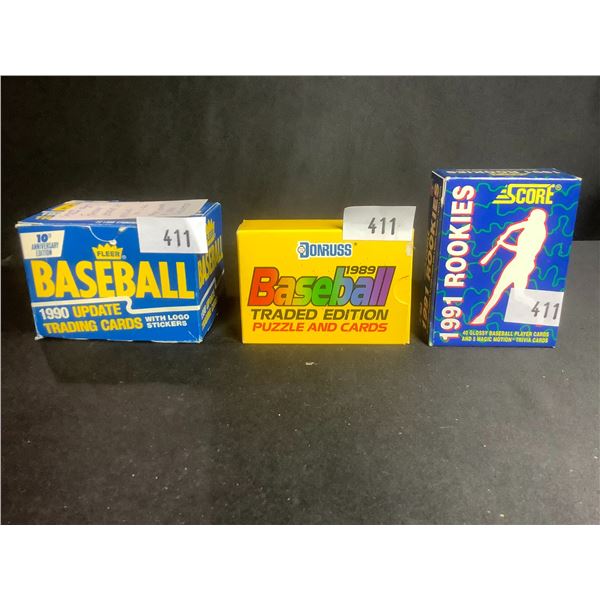 10th
ANNIVERSARY
EDITION
FLEER
BASEBALL
1990 UPDATE
TRADING CARDS
WITH LOGO
STICKERS
411
DONRUSS
1989
Baseball
TRADED EDITION
PUZZLE AND CARDS
411
SCORE®
1991 ROOKIES
40 GLOSSY BASEBALL PLAYER CARDS
AND 5 MAGIC MOTION™ TRIVIA CARDS
411